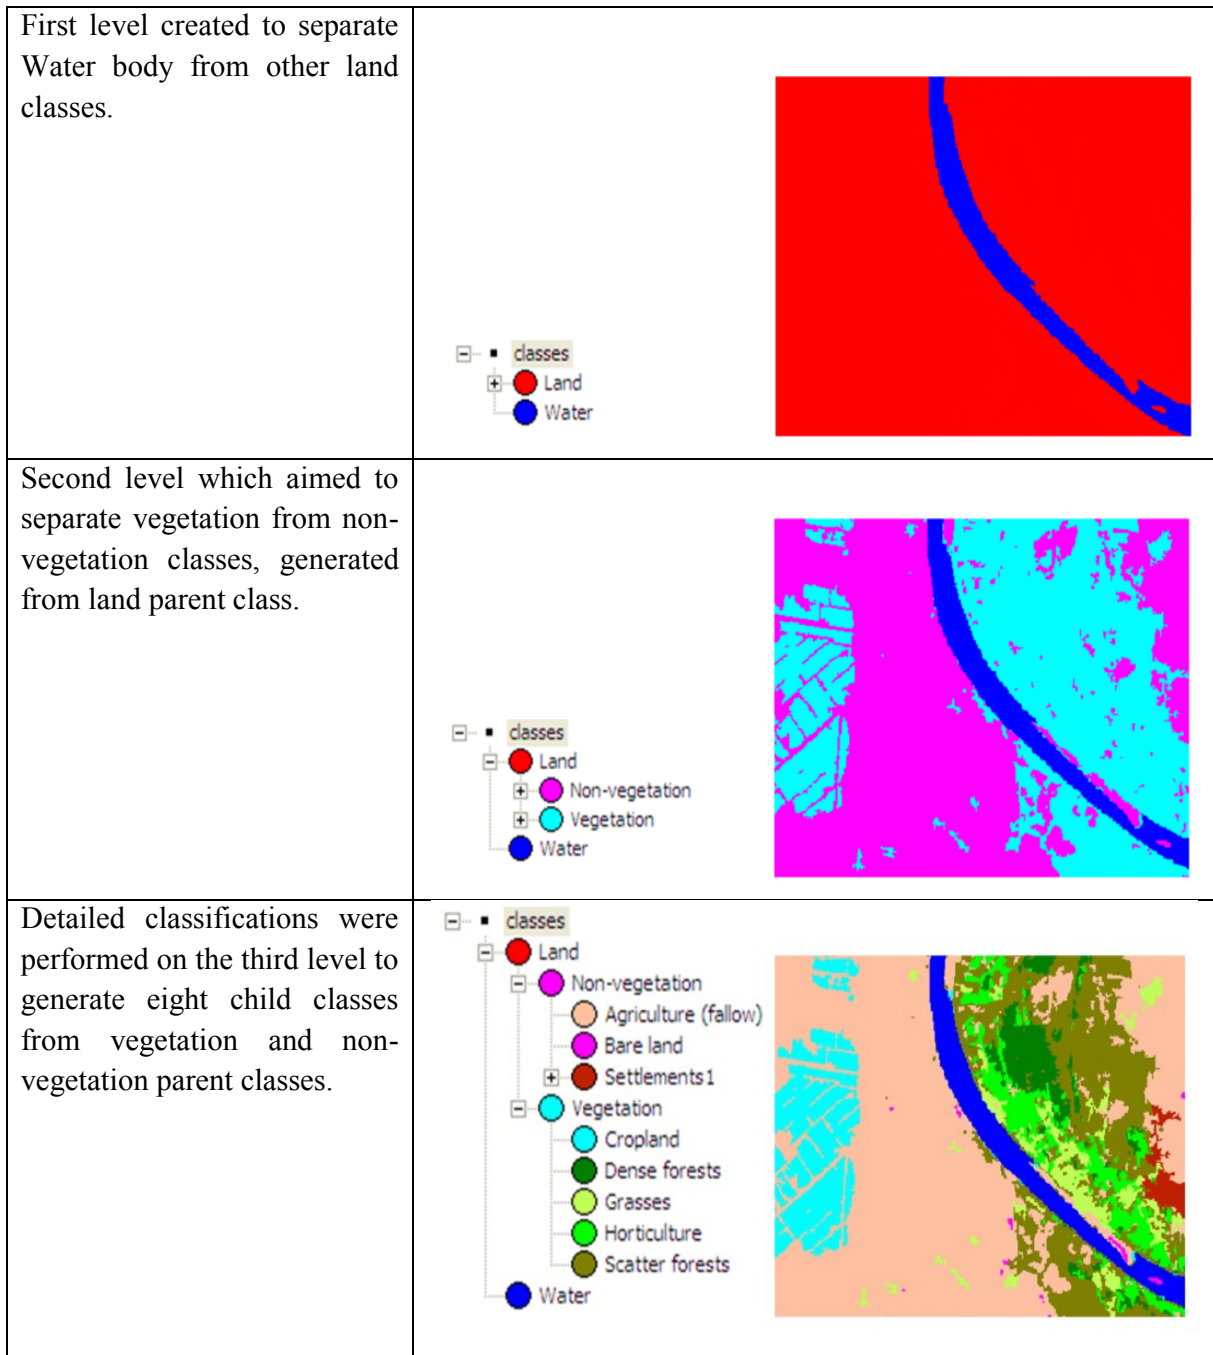 First level created to separate
Water body from other land
classes.
classes
Land
Water
Second level which aimed to
separate vegetation from non-
vegetation classes, generated
from land parent class.
classes
Land
Non-vegetation
Vegetation
Water
Detailed classifications were
performed on the third level to
generate eight child classes
from vegetation and non-
vegetation parent classes.
classes
Land
Non-vegetation
Agriculture (fallow)
Bare land
Settlements1
Vegetation
Cropland
Dense forests
Grasses
Horticulture
Scatter forests
Water